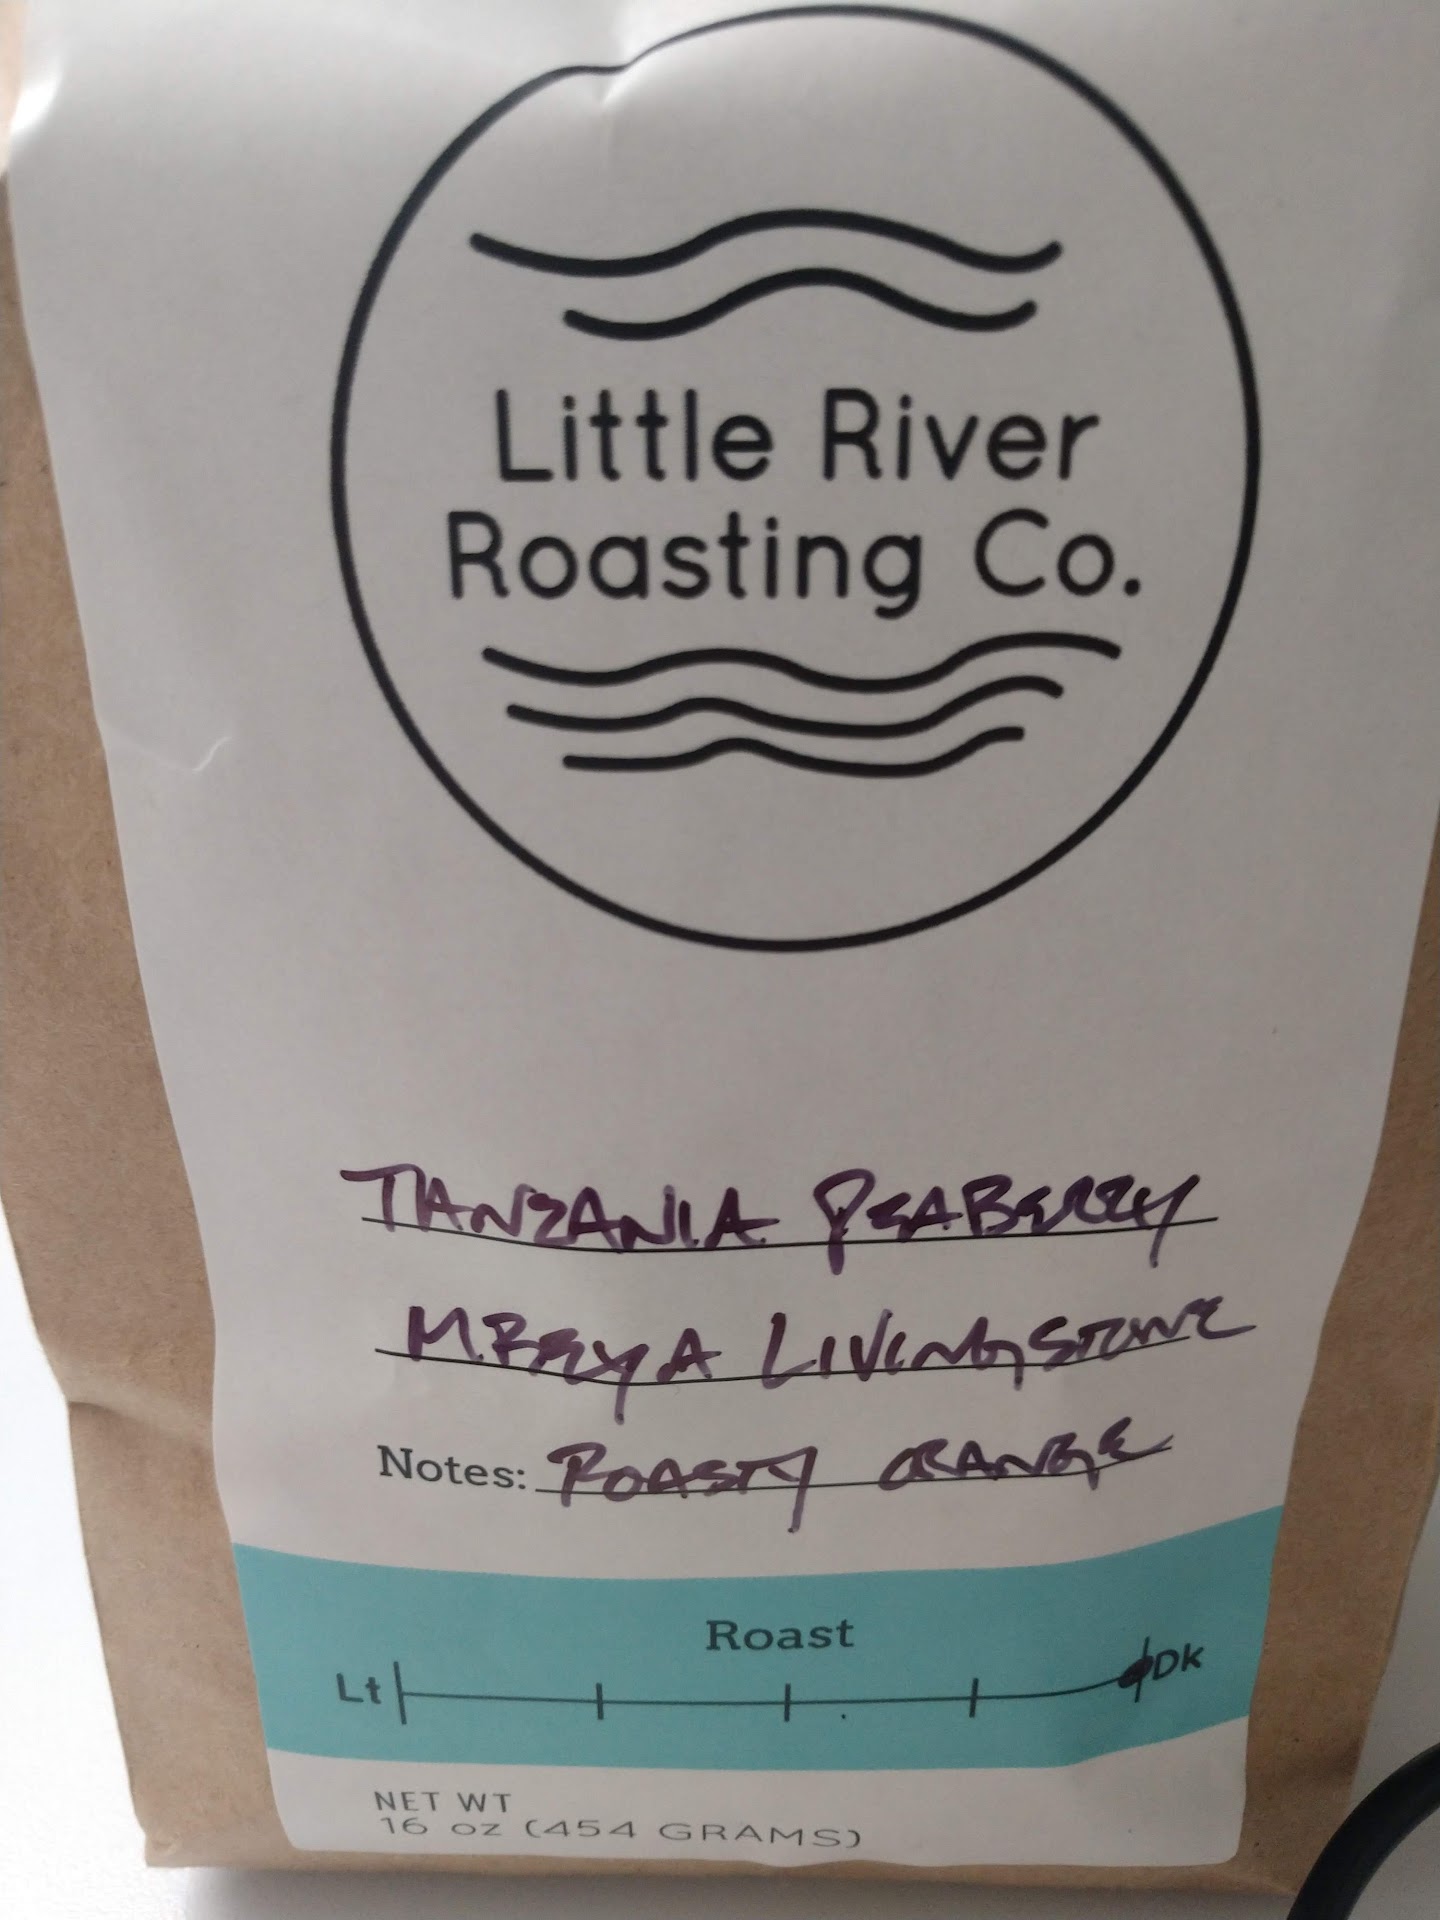 Little River
Roasting Co.
TANZANIA PEABERRY
MBEYA LIVINGSTONE
Notes: ROASTY ORANGE
Roast
Lt Dk
NET WT
16 oz (454 GRAMS)